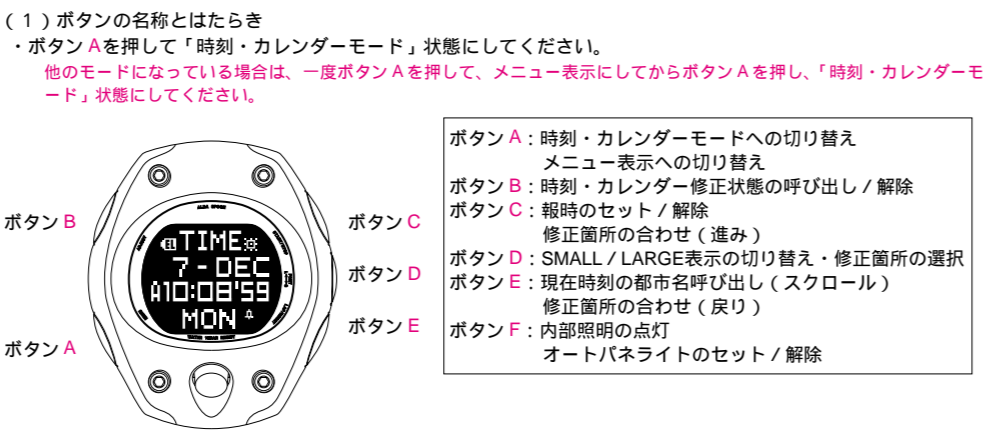 (１)ボタンの名称とはたらき
・ボタンAを押して「時刻・カレンダーモード」状態にしてください。
他のモードになっている場合は、一度ボタンAを押して、メニュー表示にしてからボタンAを押し、「時刻・カレンダーモ
ード」状態にしてください。
ボタン A：時刻・カレンダーモードへの切り替え
メニュー表示への切り替え
ボタン B：時刻・カレンダー修正状態の呼び出し / 解除
ボタン C：報時のセット / 解除
修正箇所の合わせ(進み)
ボタン D：SMALL / LARGE表示の切り替え・修正箇所の選択
ボタン E：現在時刻の都市名呼び出し(スクロール)
修正箇所の合わせ(戻り)
ボタン F：内部照明の点灯
オートパネライトのセット / 解除
ボタン B
ボタン A
ボタン C
ボタン D
ボタン E
TIME
7-DEC
A10:08'59
MON